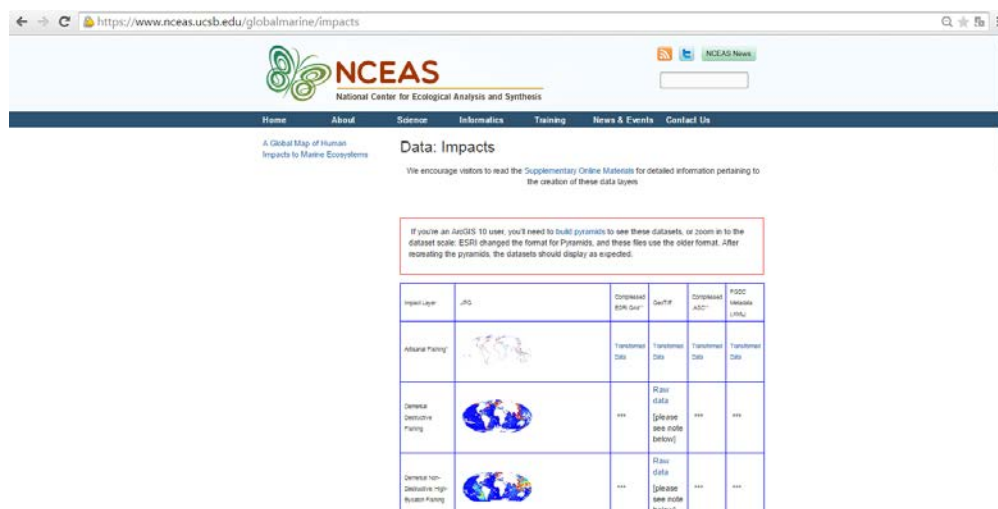 https://www.nceas.ucsb.edu/globalmarine/impacts
NCEAS
National Center for Ecological Analysis and Synthesis
NCEAS News
Home About Science Informatics Training News & Events Contact Us
A Global Map of Human
Impacts to Marine Ecosystems
Data: Impacts
We encourage visitors to read the Supplementary Online Materials for detailed information pertaining to
the creation of these data layers
If you're an ArcGIS 10 user, you'll need to build pyramids to see these datasets, or zoom in to the
dataset scale: ESRI changed the format for Pyramids, and these files use the older format. After
recreating the pyramids, the datasets should display as expected.
Impact Layer
JPG
Compressed
ESRI Grid**
GeoTIF
Compressed
ASC**
FGDC
Metadata
(XML)
Artisanal Fishing*
Transformed
Data
Transformed
Data
Transformed
Data
Transformed
Data
Demersal
Destructive
Fishing
***
Raw
data
[please
see note
below]
***
***
Demersal Non-
Destructive High-
Bycatch Fishing
***
Raw
data
[please
see note
below]
***
***